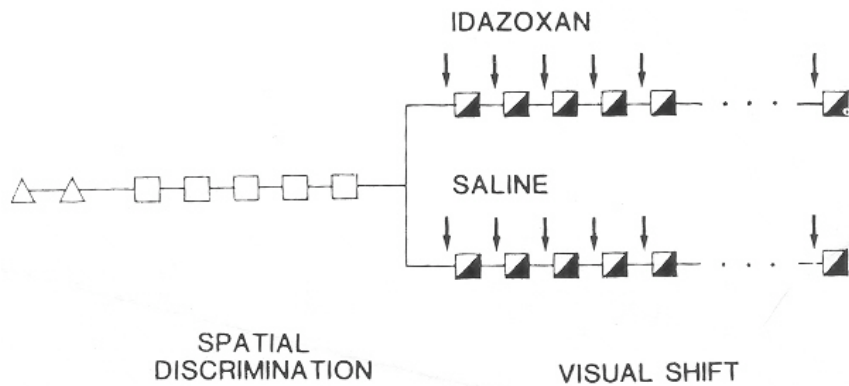 IDAZOXAN
SALINE
SPATIAL
DISCRIMINATION
VISUAL SHIFT